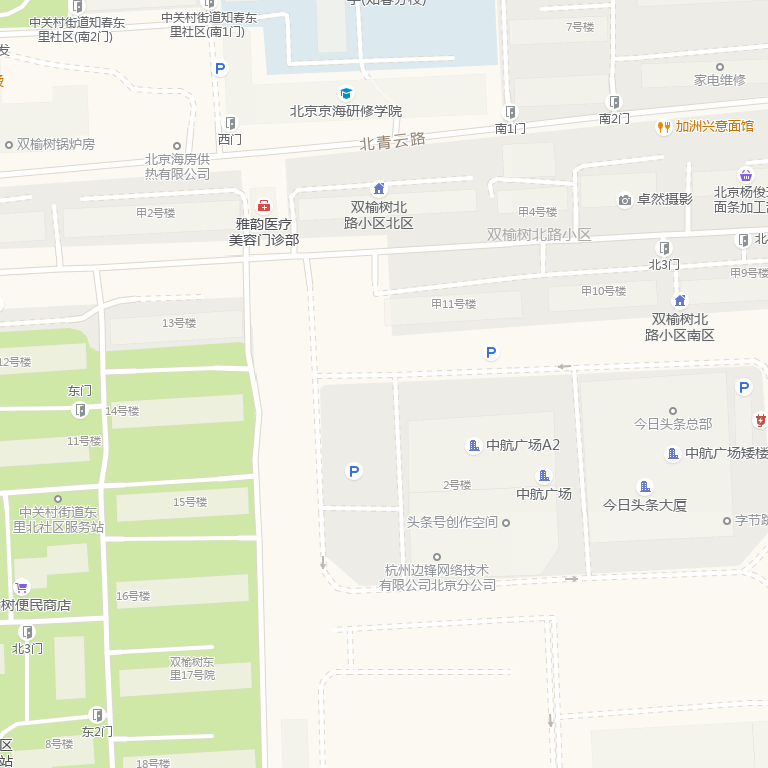 学(知春分校)
中关村街道知春东
里社区(南2门)
中关村街道知春东
里社区(南1门)
7号楼
发
P
家电维修
北京京海研修学院
南1门
南2门
加洲兴意面馆
双榆树锅炉房
西门
北青云路
北京海房供
热有限公司
双榆树北
路小区北区
卓然摄影
北京杨俊
面条加工
甲2号楼
雅韵医疗
美容门诊部
甲4号楼
双榆树北路小区
北3门
甲9号楼
甲10号楼
甲11号楼
双榆树北
路小区南区
13号楼
P
12号楼
东门
14号楼
P
今日头条总部
11号楼
中航广场A2
中航广场矮楼
P
2号楼
中航广场
今日头条大厦
15号楼
中关村街道东
里北社区服务站
头条号创作空间
字节
杭州边锋网络技术
有限公司北京分公司
树便民商店
16号楼
北3门
双榆树东
里17号院
东2门
8号楼
区
站
18号楼